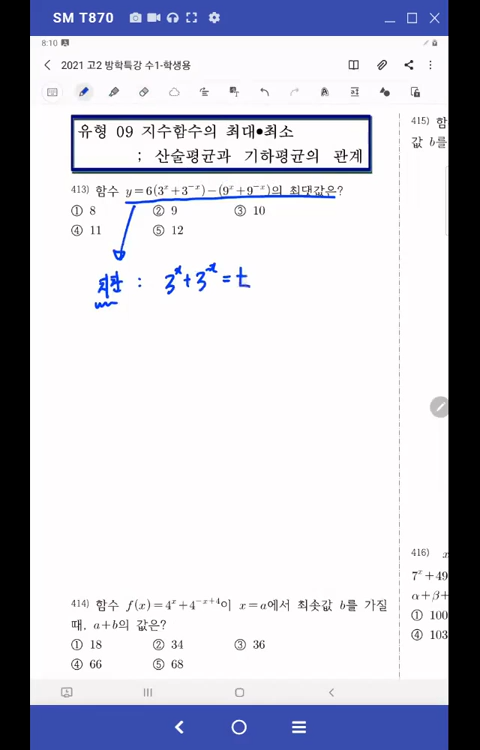 SM T870
8:10
2021 고2 방학특강 수1-학생용
유형 09 지수함수의 최대●최소
; 산술평균과 기하평균의 관계
413) 함수 y=6(3ˣ+3⁻ˣ)-(9ˣ+9⁻ˣ)의 최댓값은?
① 8 ② 9 ③ 10
④ 11 ⑤ 12
치환 : 3ˣ+3⁻ˣ=t
414) 함수 f(x)=4ˣ+4⁻ˣ⁺⁴이 x=a에서 최솟값 b를 가질
때, a+b의 값은?
① 18 ② 34 ③ 36
④ 66 ⑤ 68
415) 함
값 b를
416) x
7ˣ+49
α+β+
① 100
④ 103